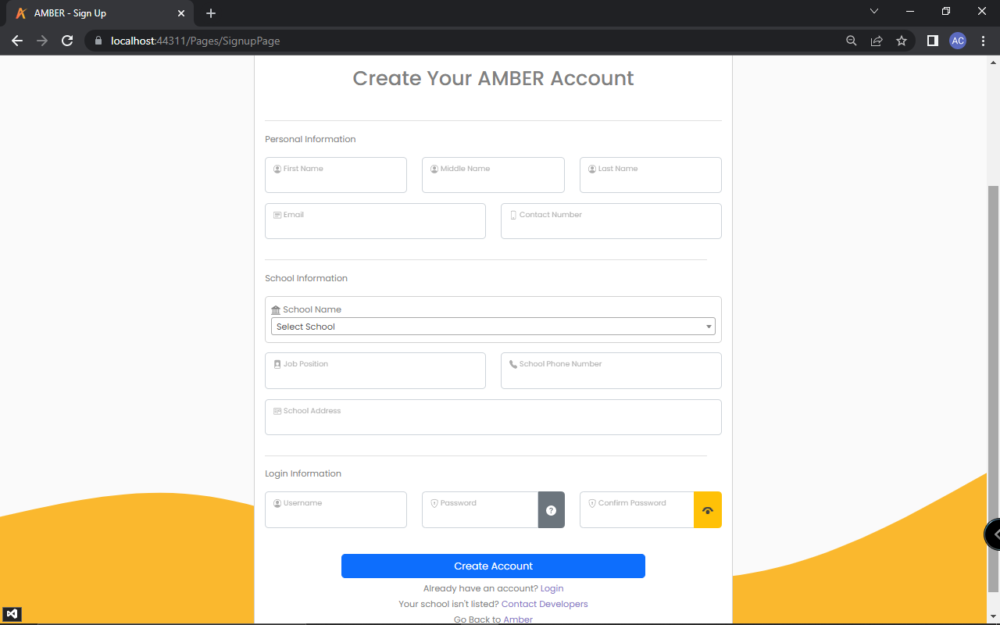 AMBER - Sign Up
localhost:44311/Pages/SignupPage
AC
Create Your AMBER Account
Personal Information
First Name Middle Name Last Name
Email Contact Number
School Information
School Name
Select School
Job Position School Phone Number
School Address
Login Information
Username Password ? Confirm Password
Create Account
Already have an account? Login
Your school isn't listed? Contact Developers
Go Back to Amber